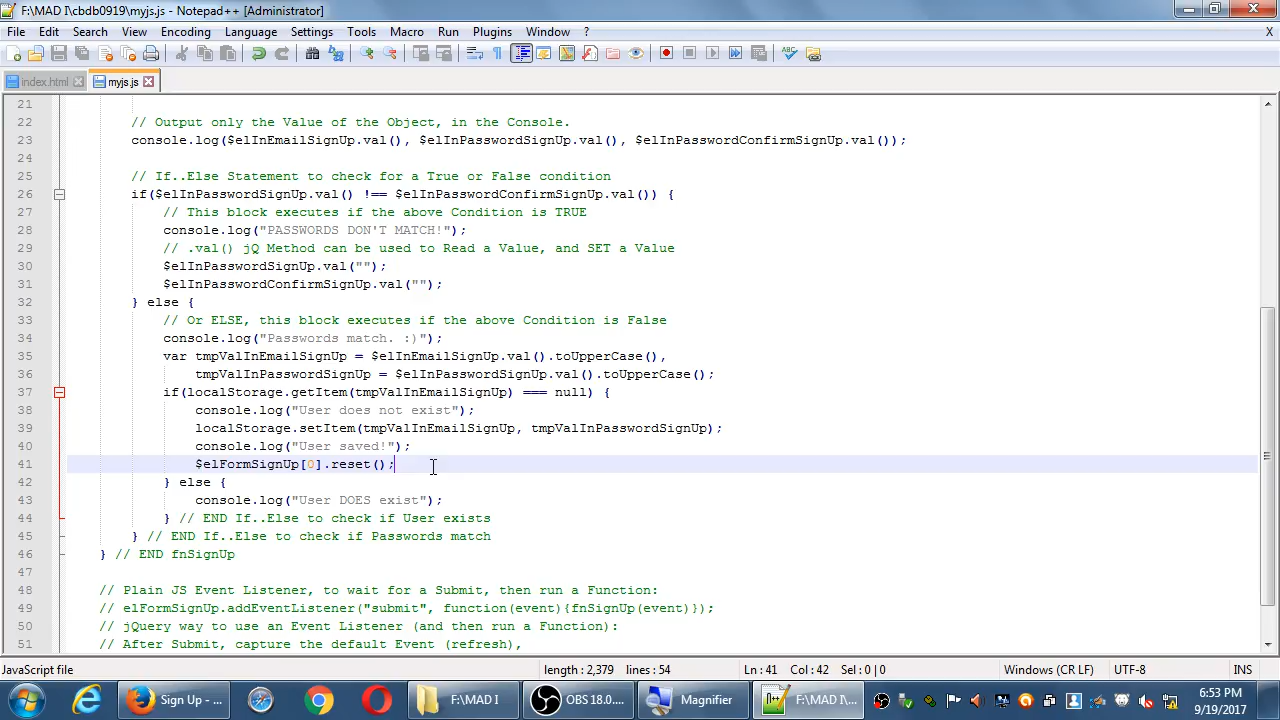 F:\MAD I\cbdb0919\myjs.js - Notepad++ [Administrator]
File Edit Search View Encoding Language Settings Tools Macro Run Plugins Window ? X
index.html myjs.js
21
22 // Output only the Value of the Object, in the Console.
23 console.log($elInEmailSignUp.val(), $elInPasswordSignUp.val(), $elInPasswordConfirmSignUp.val());
24
25 // If..Else Statement to check for a True or False condition
26 if($elInPasswordSignUp.val() !== $elInPasswordConfirmSignUp.val()) {
27 // This block executes if the above Condition is TRUE
28 console.log("PASSWORDS DON'T MATCH!");
29 // .val() jQ Method can be used to Read a Value, and SET a Value
30 $elInPasswordSignUp.val("");
31 $elInPasswordConfirmSignUp.val("");
32 } else {
33 // Or ELSE, this block executes if the above Condition is False
34 console.log("Passwords match. :)");
35 var tmpValInEmailSignUp = $elInEmailSignUp.val().toUpperCase(),
36 tmpValInPasswordSignUp = $elInPasswordSignUp.val().toUpperCase();
37 if(localStorage.getItem(tmpValInEmailSignUp) === null) {
38 console.log("User does not exist");
39 localStorage.setItem(tmpValInEmailSignUp, tmpValInPasswordSignUp);
40 console.log("User saved!");
41 $elFormSignUp[0].reset();
42 } else {
43 console.log("User DOES exist");
44 } // END If..Else to check if User exists
45 } // END If..Else to check if Passwords match
46 } // END fnSignUp
47
48 // Plain JS Event Listener, to wait for a Submit, then run a Function:
49 // elFormSignUp.addEventListener("submit", function(event){fnSignUp(event)});
50 // jQuery way to use an Event Listener (and then run a Function):
51 // After Submit, capture the default Event (refresh),
JavaScript file length : 2,379 lines : 54 Ln : 41 Col : 42 Sel : 0 | 0 Windows (CR LF) UTF-8 INS
Sign Up - ... F:\MAD I OBS 18.0.... Magnifier F:\MAD I\... 6:53 PM
9/19/2017